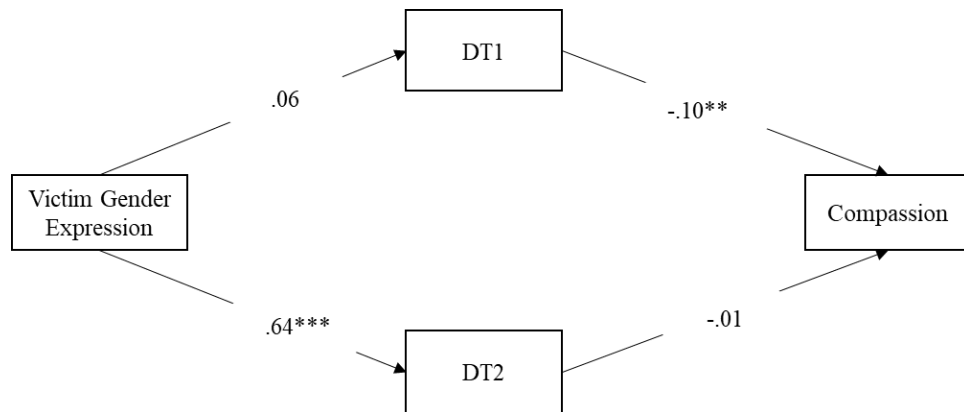 DT1
.06
-.10**
Victim Gender
Expression
Compassion
.64***
-.01
DT2